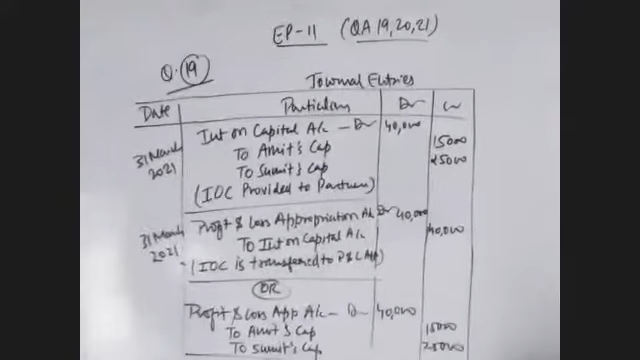 EP-11 (QA 19,20,21)
Q. 19
Journal Entries
Date Particulars Dr Cr
31 March 2021 Int on Capital A/c — Dr 40,000
To Amit's Cap 15000
To Sumit's Cap 25000
(IOC Provided to Partners)
31 March 2021 Profit & Loss Appropriation A/c Dr 40,000
To Int on Capital A/c 40,000
(IOC is transferred to P&L App)
OR
Profit & Loss App A/c — Dr 40,000
To Amit's Cap 15000
To Sumit's Cap 25000